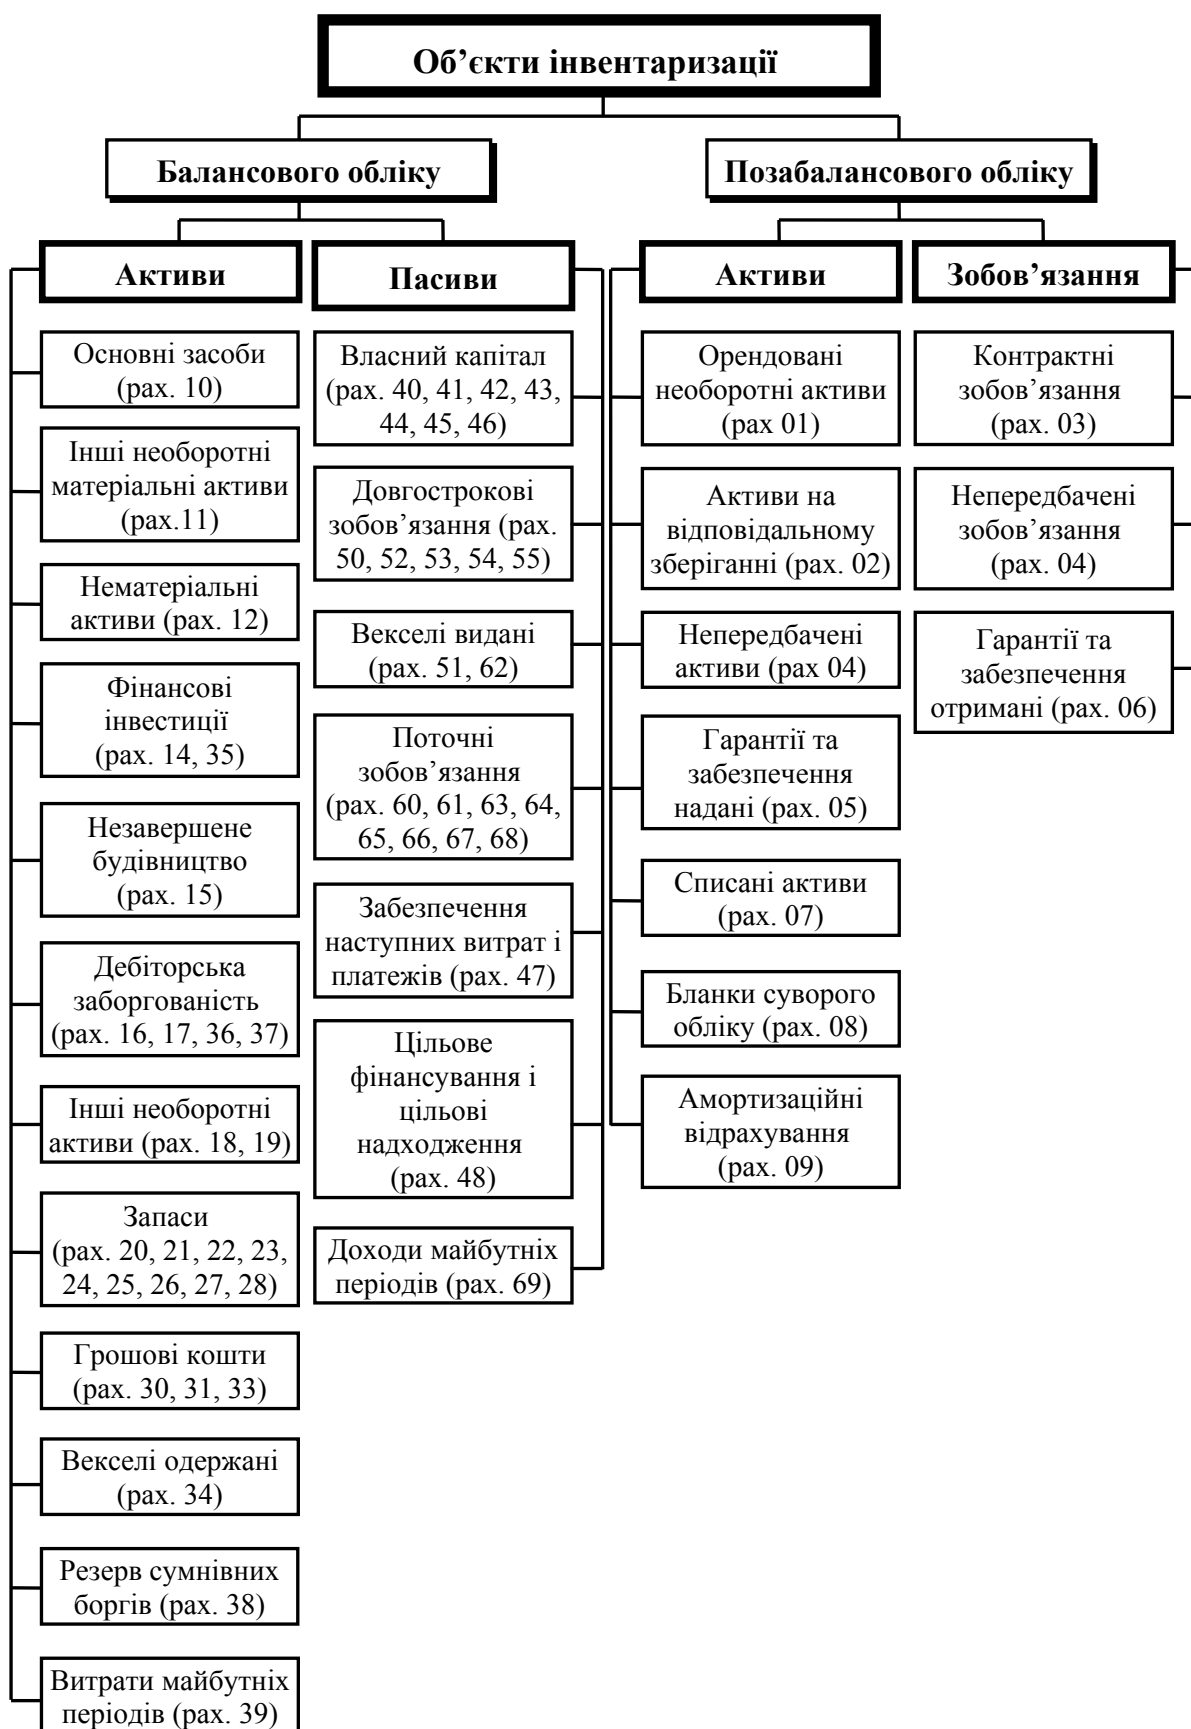 Об’єкти інвентаризації
Балансового обліку
Позабалансового обліку
Активи
Пасиви
Активи
Зобов’язання
Основні засоби
(рах. 10)
Інші необоротні
матеріальні активи
(рах.11)
Нематеріальні
активи (рах. 12)
Фінансові
інвестиції
(рах. 14, 35)
Незавершене
будівництво
(рах. 15)
Дебіторська
заборгованість
(рах. 16, 17, 36, 37)
Інші необоротні
активи (рах. 18, 19)
Запаси
(рах. 20, 21, 22, 23,
24, 25, 26, 27, 28)
Грошові кошти
(рах. 30, 31, 33)
Векселі одержані
(рах. 34)
Резерв сумнівних
боргів (рах. 38)
Витрати майбутніх
періодів (рах. 39)
Власний капітал
(рах. 40, 41, 42, 43,
44, 45, 46)
Довгострокові
зобов’язання (рах.
50, 52, 53, 54, 55)
Векселі видані
(рах. 51, 62)
Поточні
зобов’язання
(рах. 60, 61, 63, 64,
65, 66, 67, 68)
Забезпечення
наступних витрат і
платежів (рах. 47)
Цільове
фінансування і
цільові
надходження
(рах. 48)
Доходи майбутніх
періодів (рах. 69)
Орендовані
необоротні активи
(рах 01)
Активи на
відповідальному
зберіганні (рах. 02)
Непередбачені
активи (рах 04)
Гарантії та
забезпечення
надані (рах. 05)
Списані активи
(рах. 07)
Бланки суворого
обліку (рах. 08)
Амортизаційні
відрахування
(рах. 09)
Контрактні
зобов’язання
(рах. 03)
Непередбачені
зобов’язання
(рах. 04)
Гарантії та
забезпечення
отримані (рах. 06)